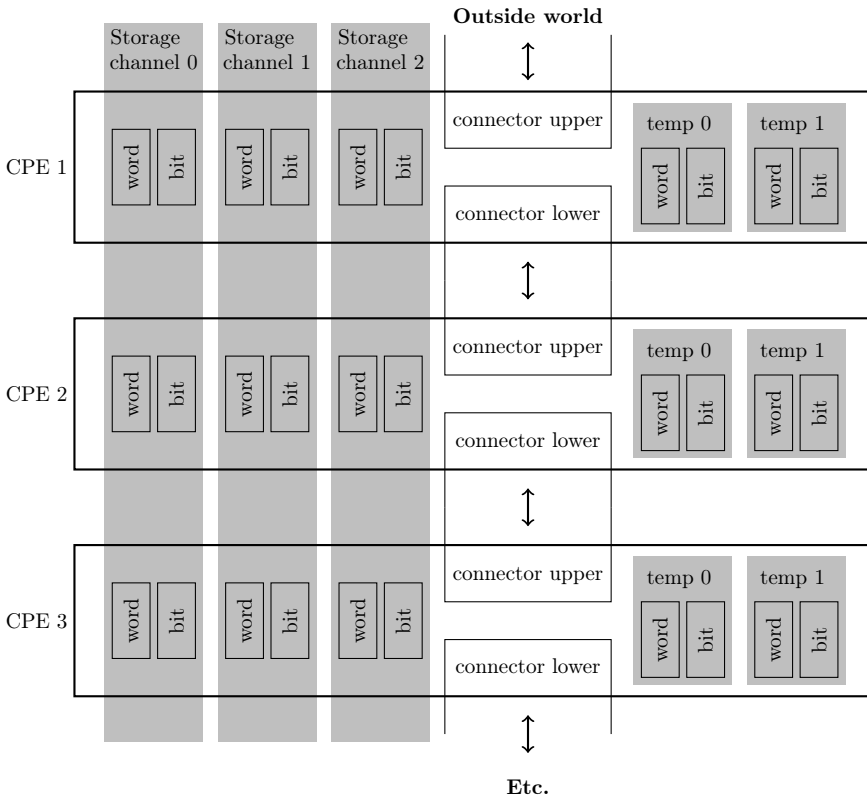 Outside world
Storage channel 0
Storage channel 1
Storage channel 2
CPE 1
word
bit
word
bit
word
bit
connector upper
connector lower
temp 0
word
bit
temp 1
word
bit
CPE 2
word
bit
word
bit
word
bit
connector upper
connector lower
temp 0
word
bit
temp 1
word
bit
CPE 3
word
bit
word
bit
word
bit
connector upper
connector lower
temp 0
word
bit
temp 1
word
bit
Etc.